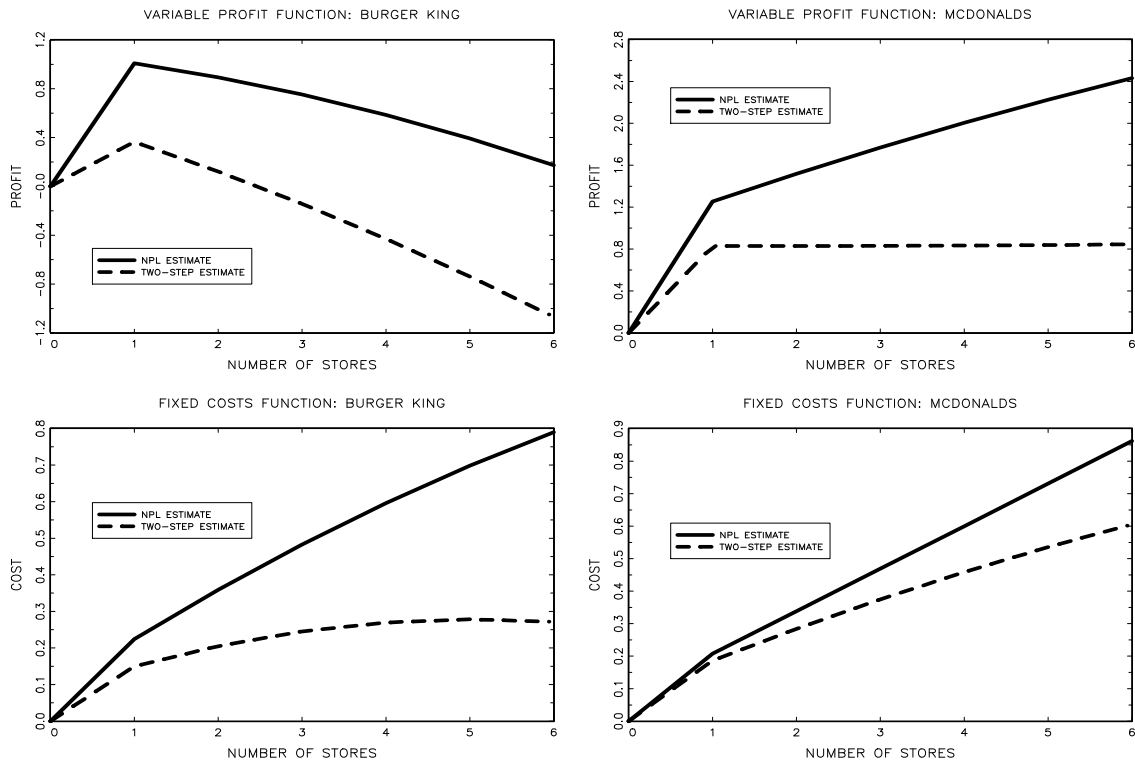 VARIABLE PROFIT FUNCTION: BURGER KING
1.2
0.8
0.4
-0.0
-0.4
-0.8
-1.2
PROFIT
NPL ESTIMATE
TWO-STEP ESTIMATE
0 1 2 3 4 5 6
NUMBER OF STORES
VARIABLE PROFIT FUNCTION: MCDONALDS
2.8
2.4
2.0
1.6
1.2
0.8
0.4
0.0
PROFIT
NPL ESTIMATE
TWO-STEP ESTIMATE
0 1 2 3 4 5 6
NUMBER OF STORES
FIXED COSTS FUNCTION: BURGER KING
0.8
0.7
0.6
0.5
0.4
0.3
0.2
0.1
0.0
COST
NPL ESTIMATE
TWO-STEP ESTIMATE
0 1 2 3 4 5 6
NUMBER OF STORES
FIXED COSTS FUNCTION: MCDONALDS
0.9
0.8
0.7
0.6
0.5
0.4
0.3
0.2
0.1
0.0
COST
NPL ESTIMATE
TWO-STEP ESTIMATE
0 1 2 3 4 5 6
NUMBER OF STORES